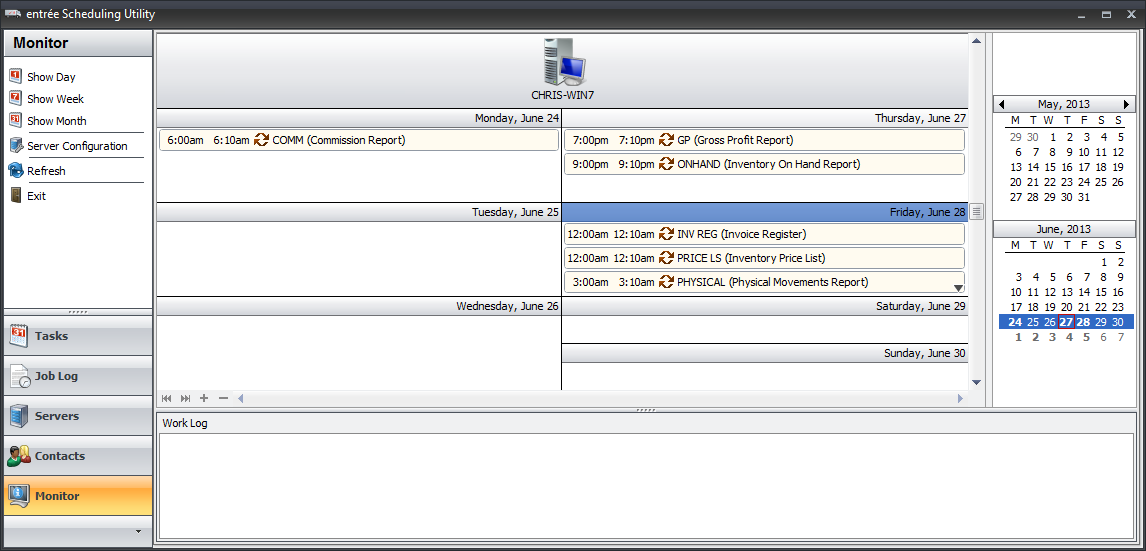 entrée Scheduling Utility
Monitor
Show Day
Show Week
Show Month
Server Configuration
Refresh
Exit
Tasks
Job Log
Servers
Contacts
Monitor
CHRIS-WIN7
Monday, June 24
6:00am 6:10am COMM (Commission Report)
Tuesday, June 25
Wednesday, June 26
Thursday, June 27
7:00pm 7:10pm GP (Gross Profit Report)
9:00pm 9:10pm ONHAND (Inventory On Hand Report)
Friday, June 28
12:00am 12:10am INV REG (Invoice Register)
12:00am 12:10am PRICE LS (Inventory Price List)
3:00am 3:10am PHYSICAL (Physical Movements Report)
Saturday, June 29
Sunday, June 30
Work Log
May, 2013
M T W T F S S
29 30 1 2 3 4 5
6 7 8 9 10 11 12
13 14 15 16 17 18 19
20 21 22 23 24 25 26
27 28 29 30 31
June, 2013
M T W T F S S
1 2
3 4 5 6 7 8 9
10 11 12 13 14 15 16
17 18 19 20 21 22 23
24 25 26 27 28 29 30
1 2 3 4 5 6 7